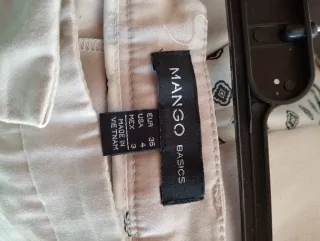 MANGO
BASICS
EUR 36
USA 4
MEX 3
MADE IN
VIETNAM